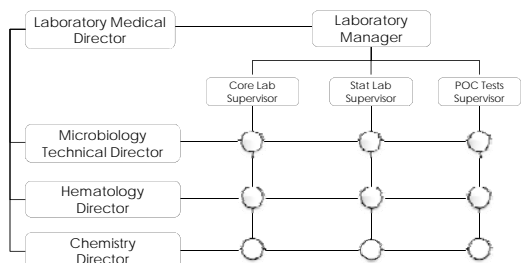 Laboratory Medical
Director
Laboratory
Manager
Core Lab
Supervisor
Stat Lab
Supervisor
POC Tests
Supervisor
Microbiology
Technical Director
Hematology
Director
Chemistry
Director